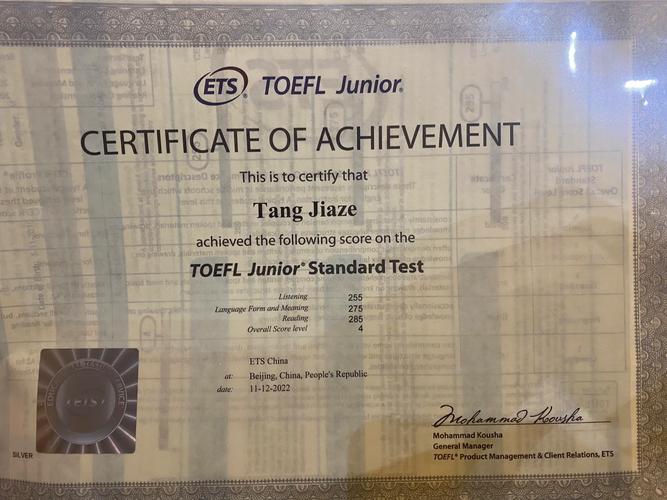 ETS® TOEFL Junior®
CERTIFICATE OF ACHIEVEMENT
This is to certify that
Tang Jiaze
achieved the following score on the
TOEFL Junior® Standard Test
Listening 255
Language Form and Meaning 275
Reading 285
Overall Score level 4
ETS China
at: Beijing, China, People's Republic
date: 11-12-2022
ETS
SILVER
Mohammad Kousha
Mohammad Kousha
General Manager
TOEFL® Product Management & Client Relations, ETS